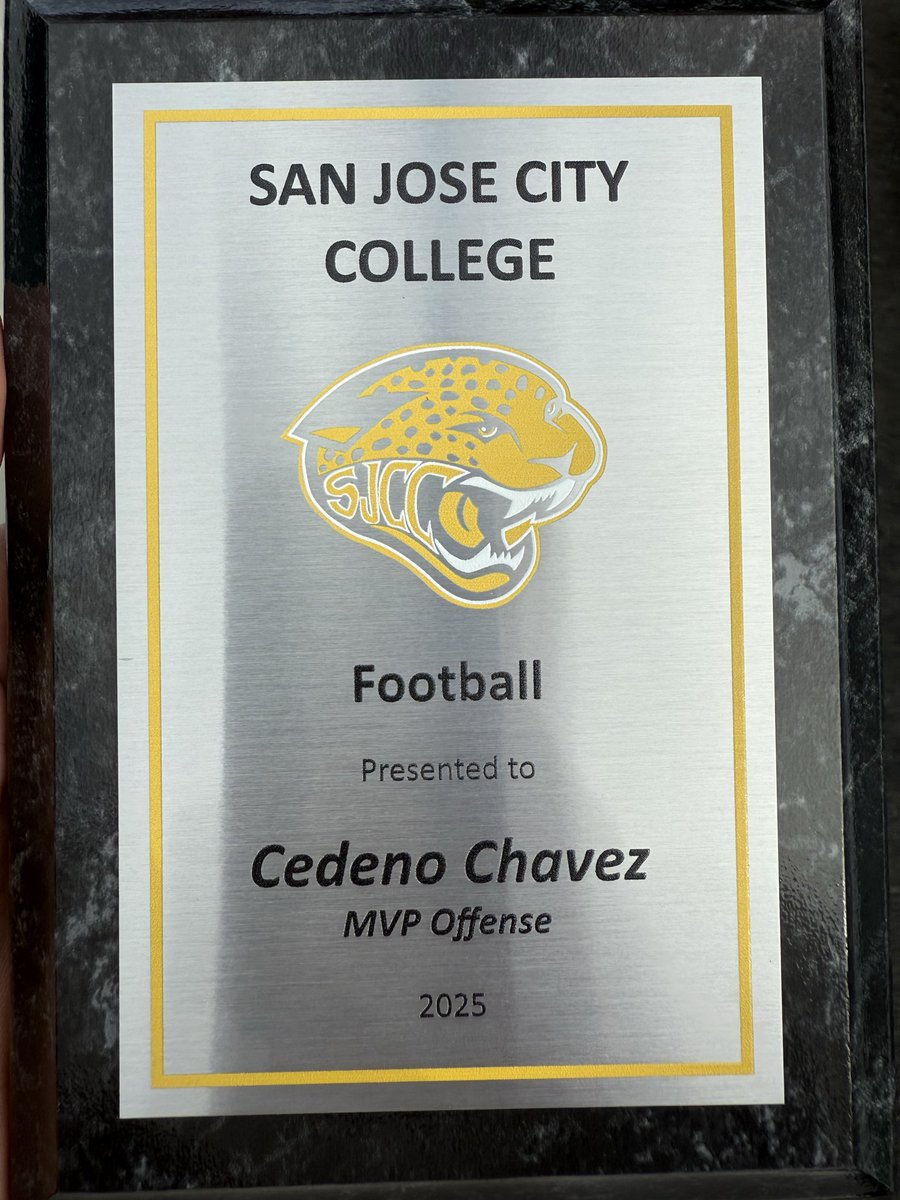 SAN JOSE CITY
COLLEGE
SJCC
Football
Presented to
Cedeno Chavez
MVP Offense
2025